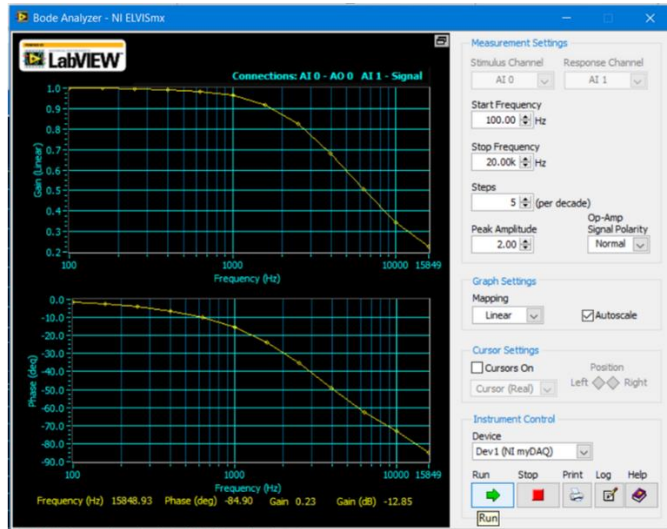 Bode Analyzer - NI ELVISmx
LabVIEW
Connections: AI 0 - AO 0 AI 1 - Signal
Gain (Linear)
1.0
0.9
0.8
0.7
0.6
0.5
0.4
0.3
0.2
100 1000 10000 15849
Frequency (Hz)
Phase (deg)
0.0
-10.0
-20.0
-30.0
-40.0
-50.0
-60.0
-70.0
-80.0
-90.0
100 1000 10000 15849
Frequency (Hz)
Frequency (Hz) 15848.93 Phase (deg) -84.90 Gain 0.23 Gain (dB) -12.85
Measurement Settings
Stimulus Channel Response Channel
AI 0 AI 1
Start Frequency
100.00 Hz
Stop Frequency
20.00k Hz
Steps
5 (per decade)
Peak Amplitude
2.00
Op-Amp
Signal Polarity
Normal
Graph Settings
Mapping
Linear Autoscale
Cursor Settings
Cursors On Position
Cursor (Real) Left Right
Instrument Control
Device
Dev1 (NI myDAQ)
Run Stop Print Log Help
Run